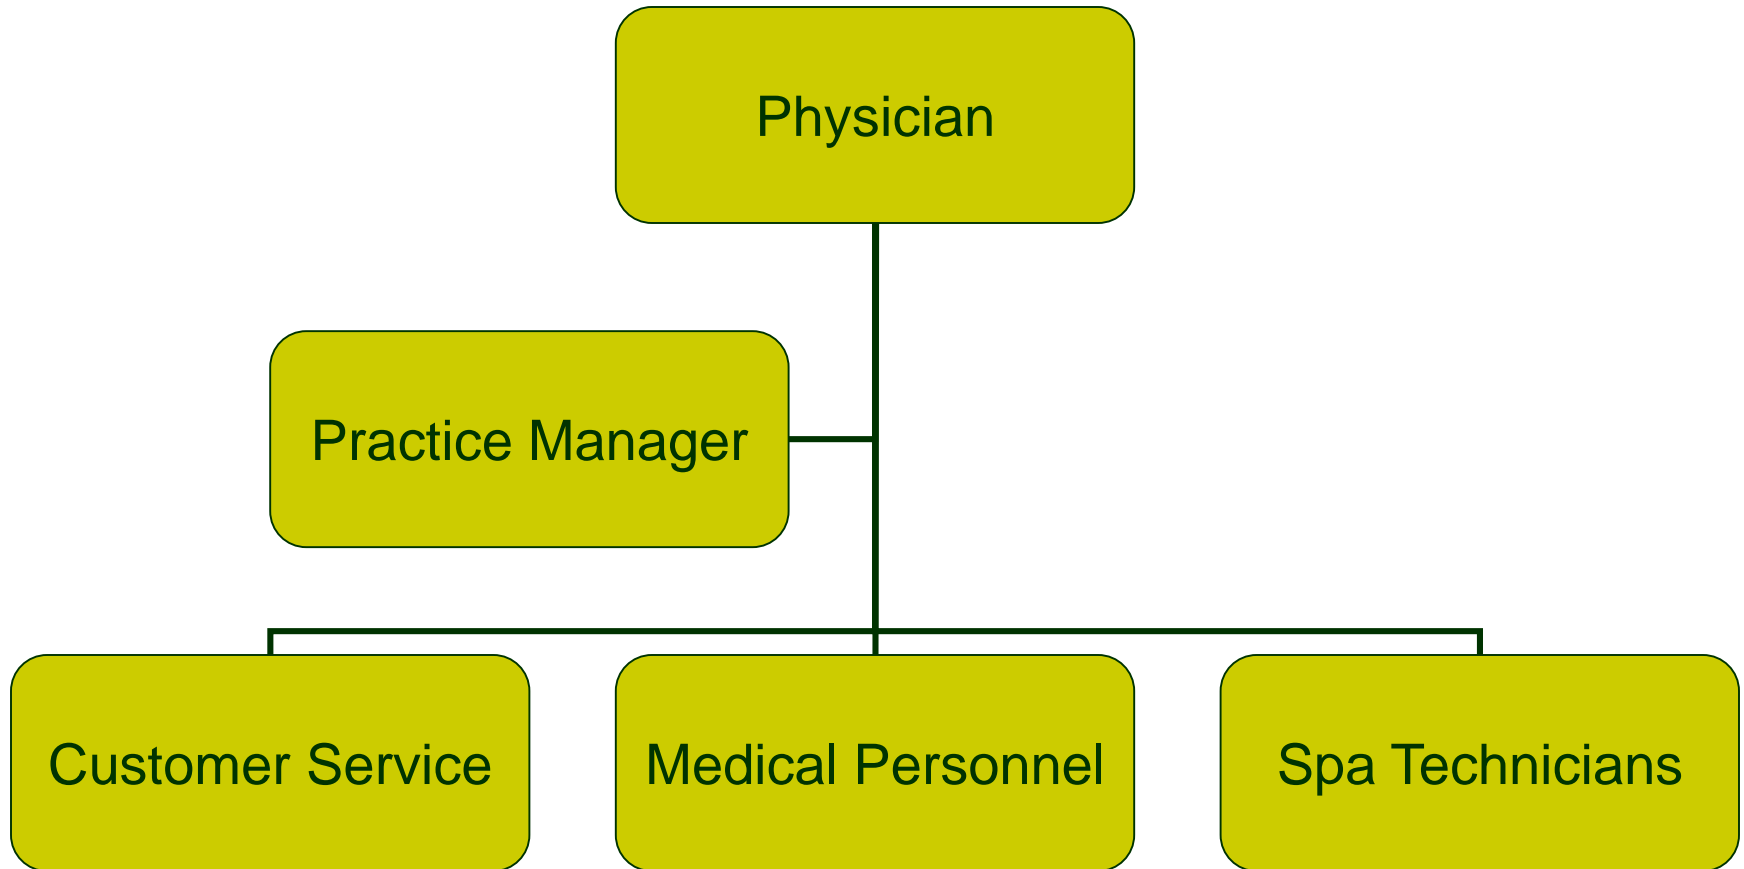 Physician
Practice Manager
Customer Service
Medical Personnel
Spa Technicians